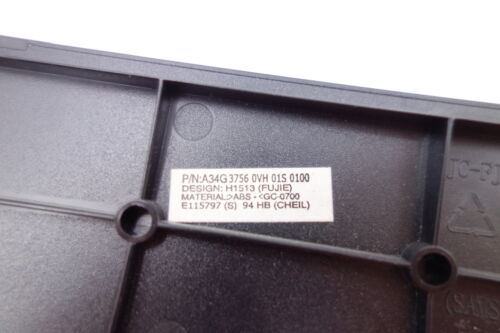 P/N:A34G3756 0VH 01S 0100
DESIGN: H1513 (FUJIE)
MATERIAL>ABS-<GC-0700
E115797 (S) 94 HB (CHEIL)